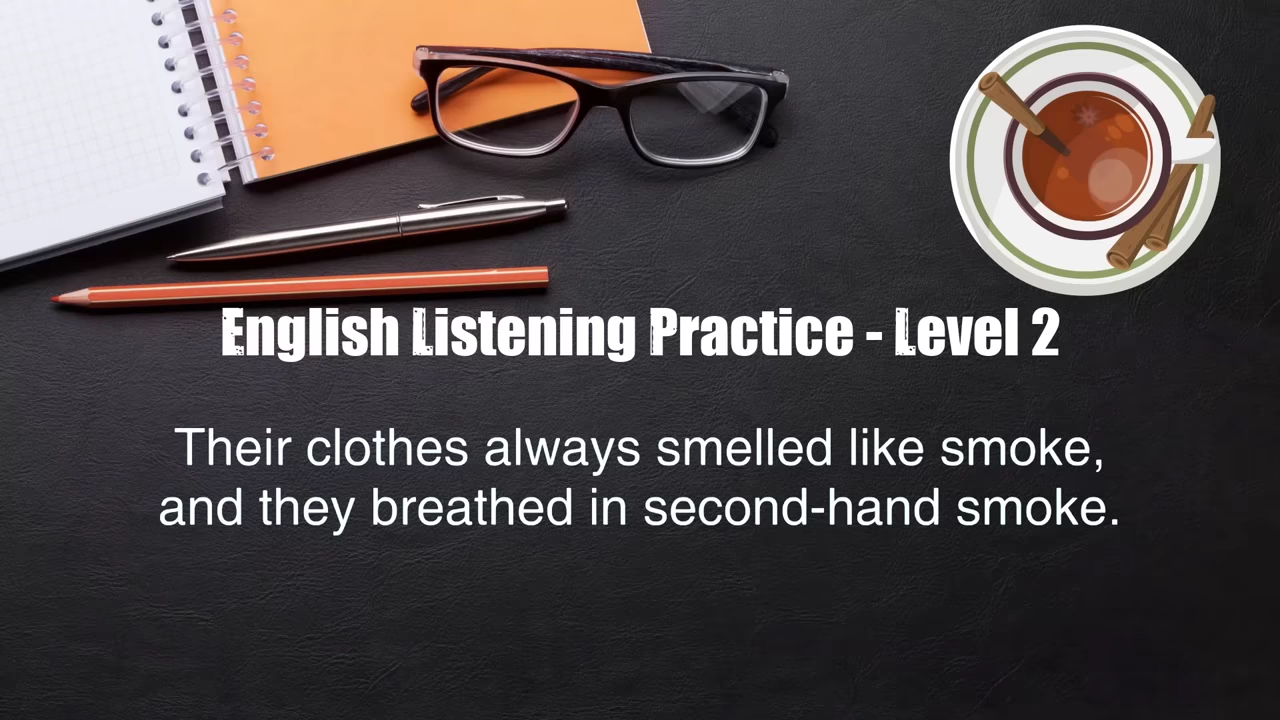 English Listening Practice - Level 2
Their clothes always smelled like smoke,
and they breathed in second-hand smoke.